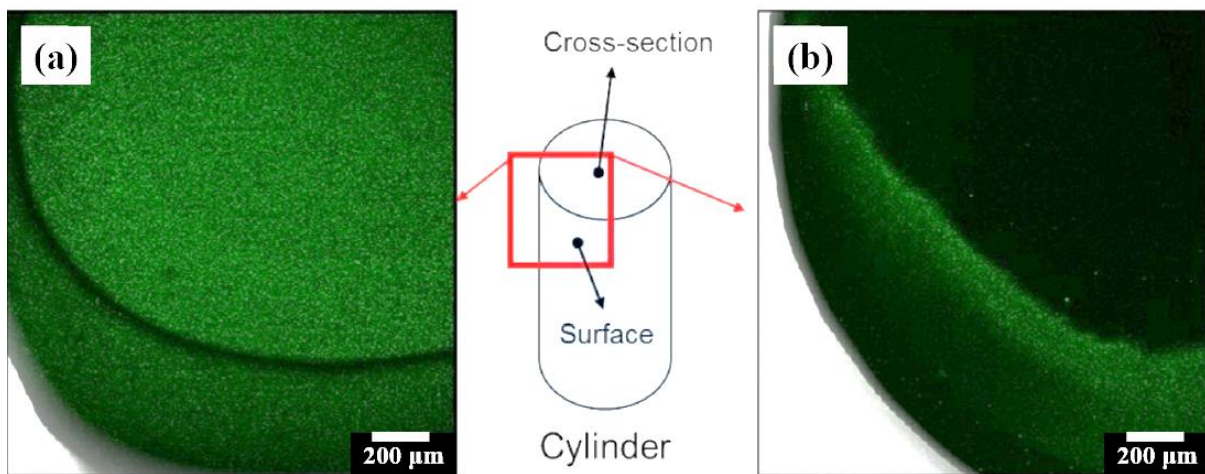 (a)
Cross-section
(b)
Surface
Cylinder
200 μm
200 μm